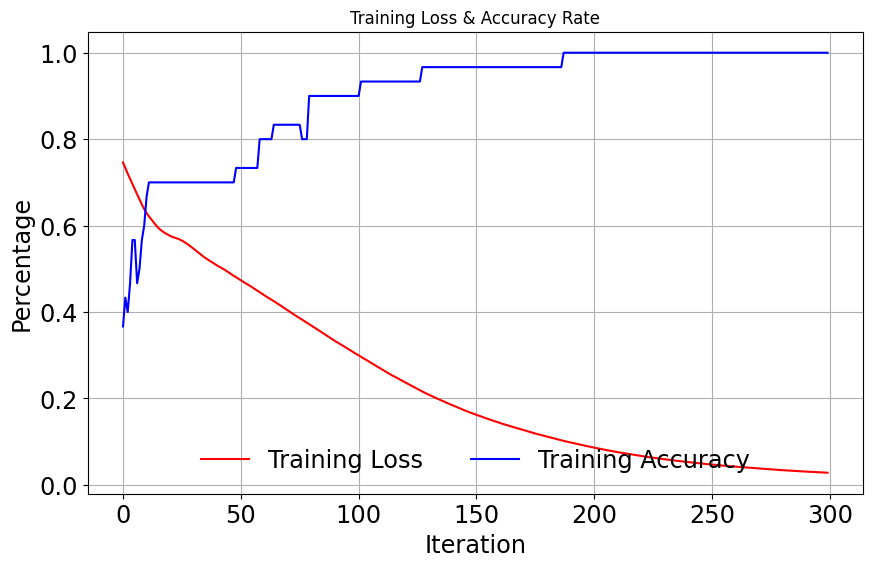 Training Loss & Accuracy Rate
1.0
0.8
0.6
0.4
0.2
0.0
Percentage
Training Loss
Training Accuracy
0 50 100 150 200 250 300
Iteration